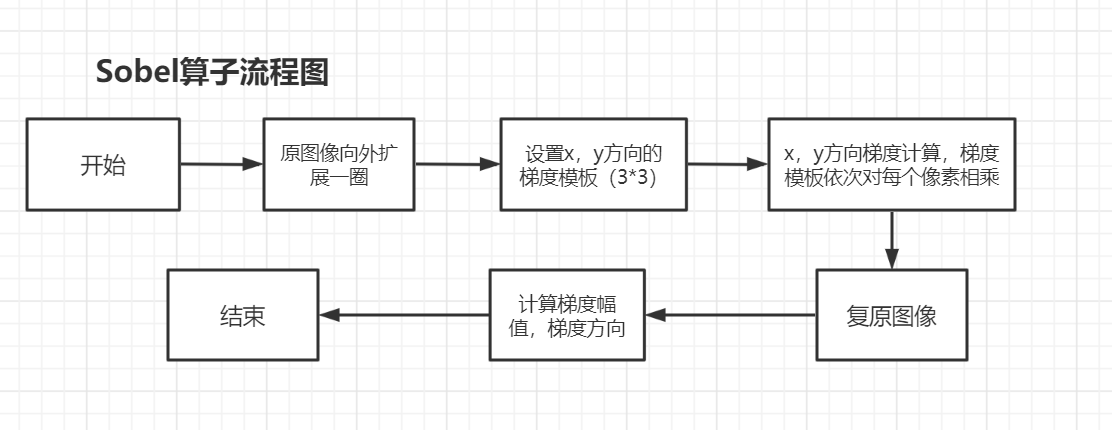 Sobel算子流程图
开始
原图像向外扩
展一圈
设置x，y方向的
梯度模板（3*3）
x，y方向梯度计算，梯度
模板依次对每个像素相乘
复原图像
计算梯度幅
值，梯度方向
结束